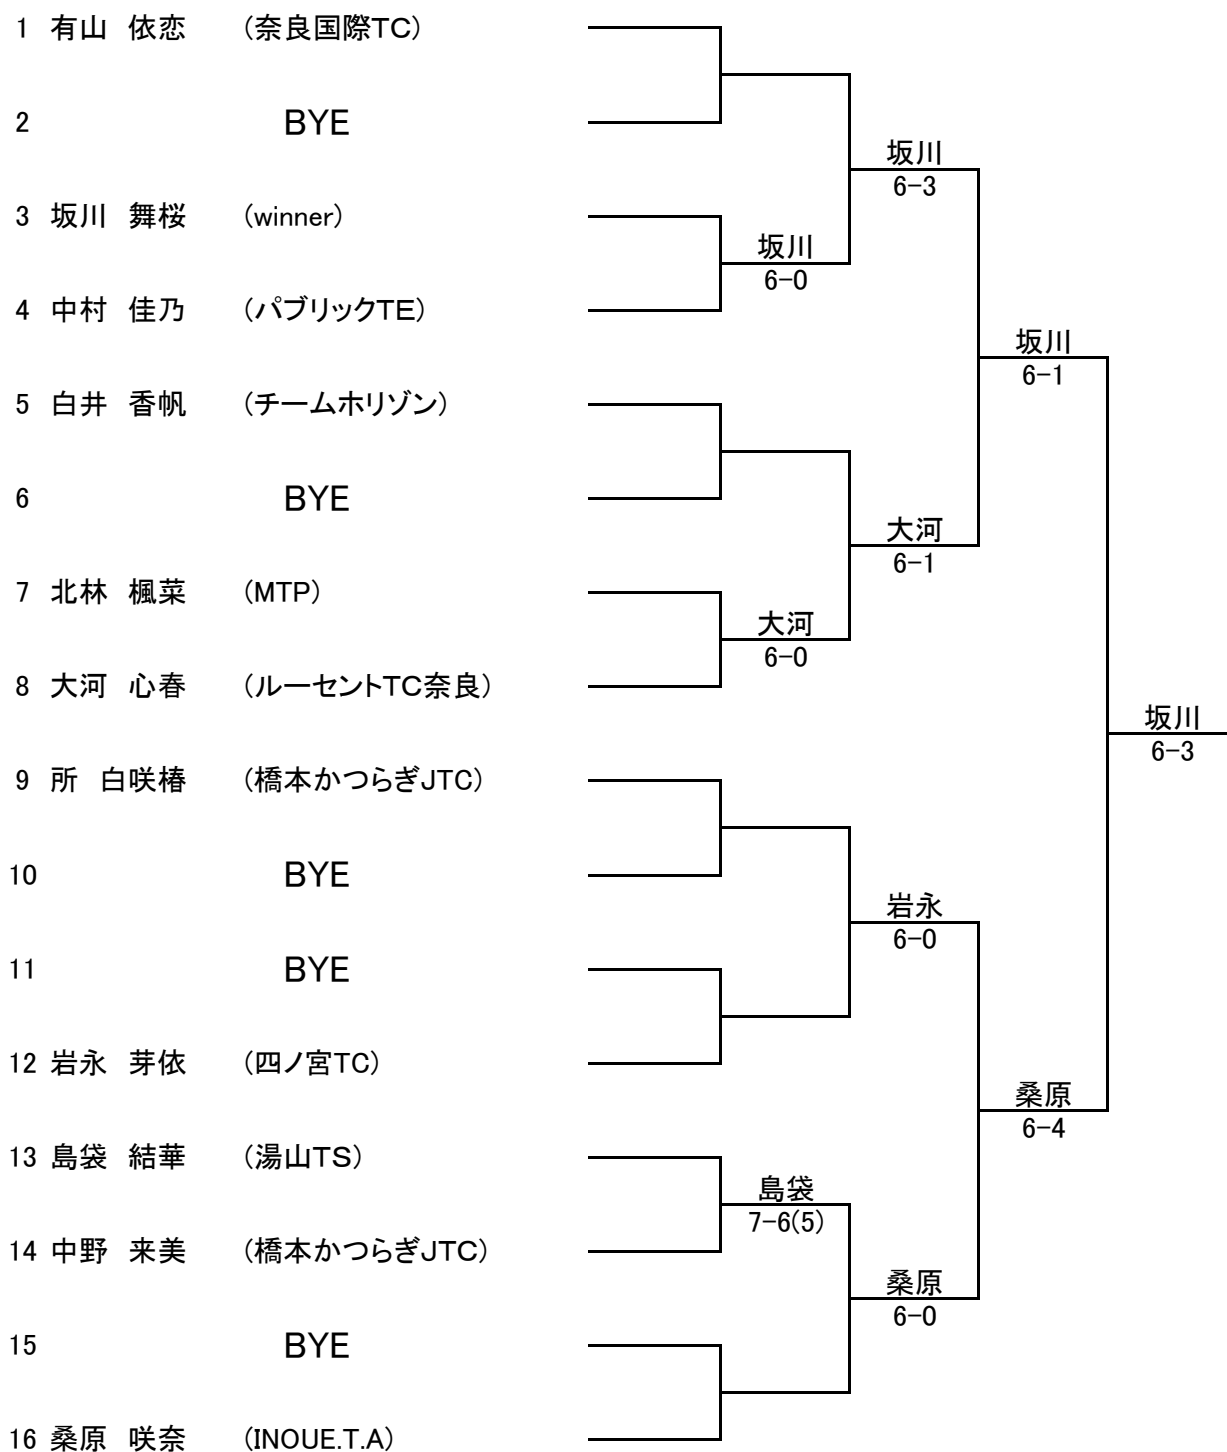 1 有山 依恋 (奈良国際TC)
2 BYE
坂川
6-3
3 坂川 舞桜 (winner)
坂川
6-0
4 中村 佳乃 (パブリックTE)
坂川
6-1
5 白井 香帆 (チームホリゾン)
6 BYE
大河
6-1
7 北林 楓菜 (MTP)
大河
6-0
8 大河 心春 (ルーセントTC奈良)
坂川
6-3
9 所 白咲椿 (橋本かつらぎJTC)
10 BYE
岩永
6-0
11 BYE
12 岩永 芽依 (四ノ宮TC)
桑原
6-4
13 島袋 結華 (湯山TS)
島袋
7-6(5)
14 中野 来美 (橋本かつらぎJTC)
桑原
6-0
15 BYE
16 桑原 咲奈 (INOUE.T.A)